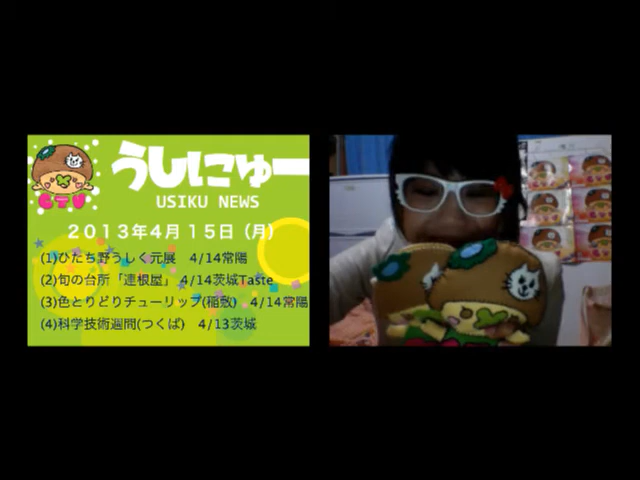 うしにゅー
CTV
USIKU NEWS
2013年4月15日(月)
(1)ひたち野うしく元展　4/14常陽
(2)旬の台所「連根屋」4/14茨城Taste
(3)色とりどりチューリップ(稲敷)　4/14常陽
(4)科学技術週間(つくば)　4/13茨城